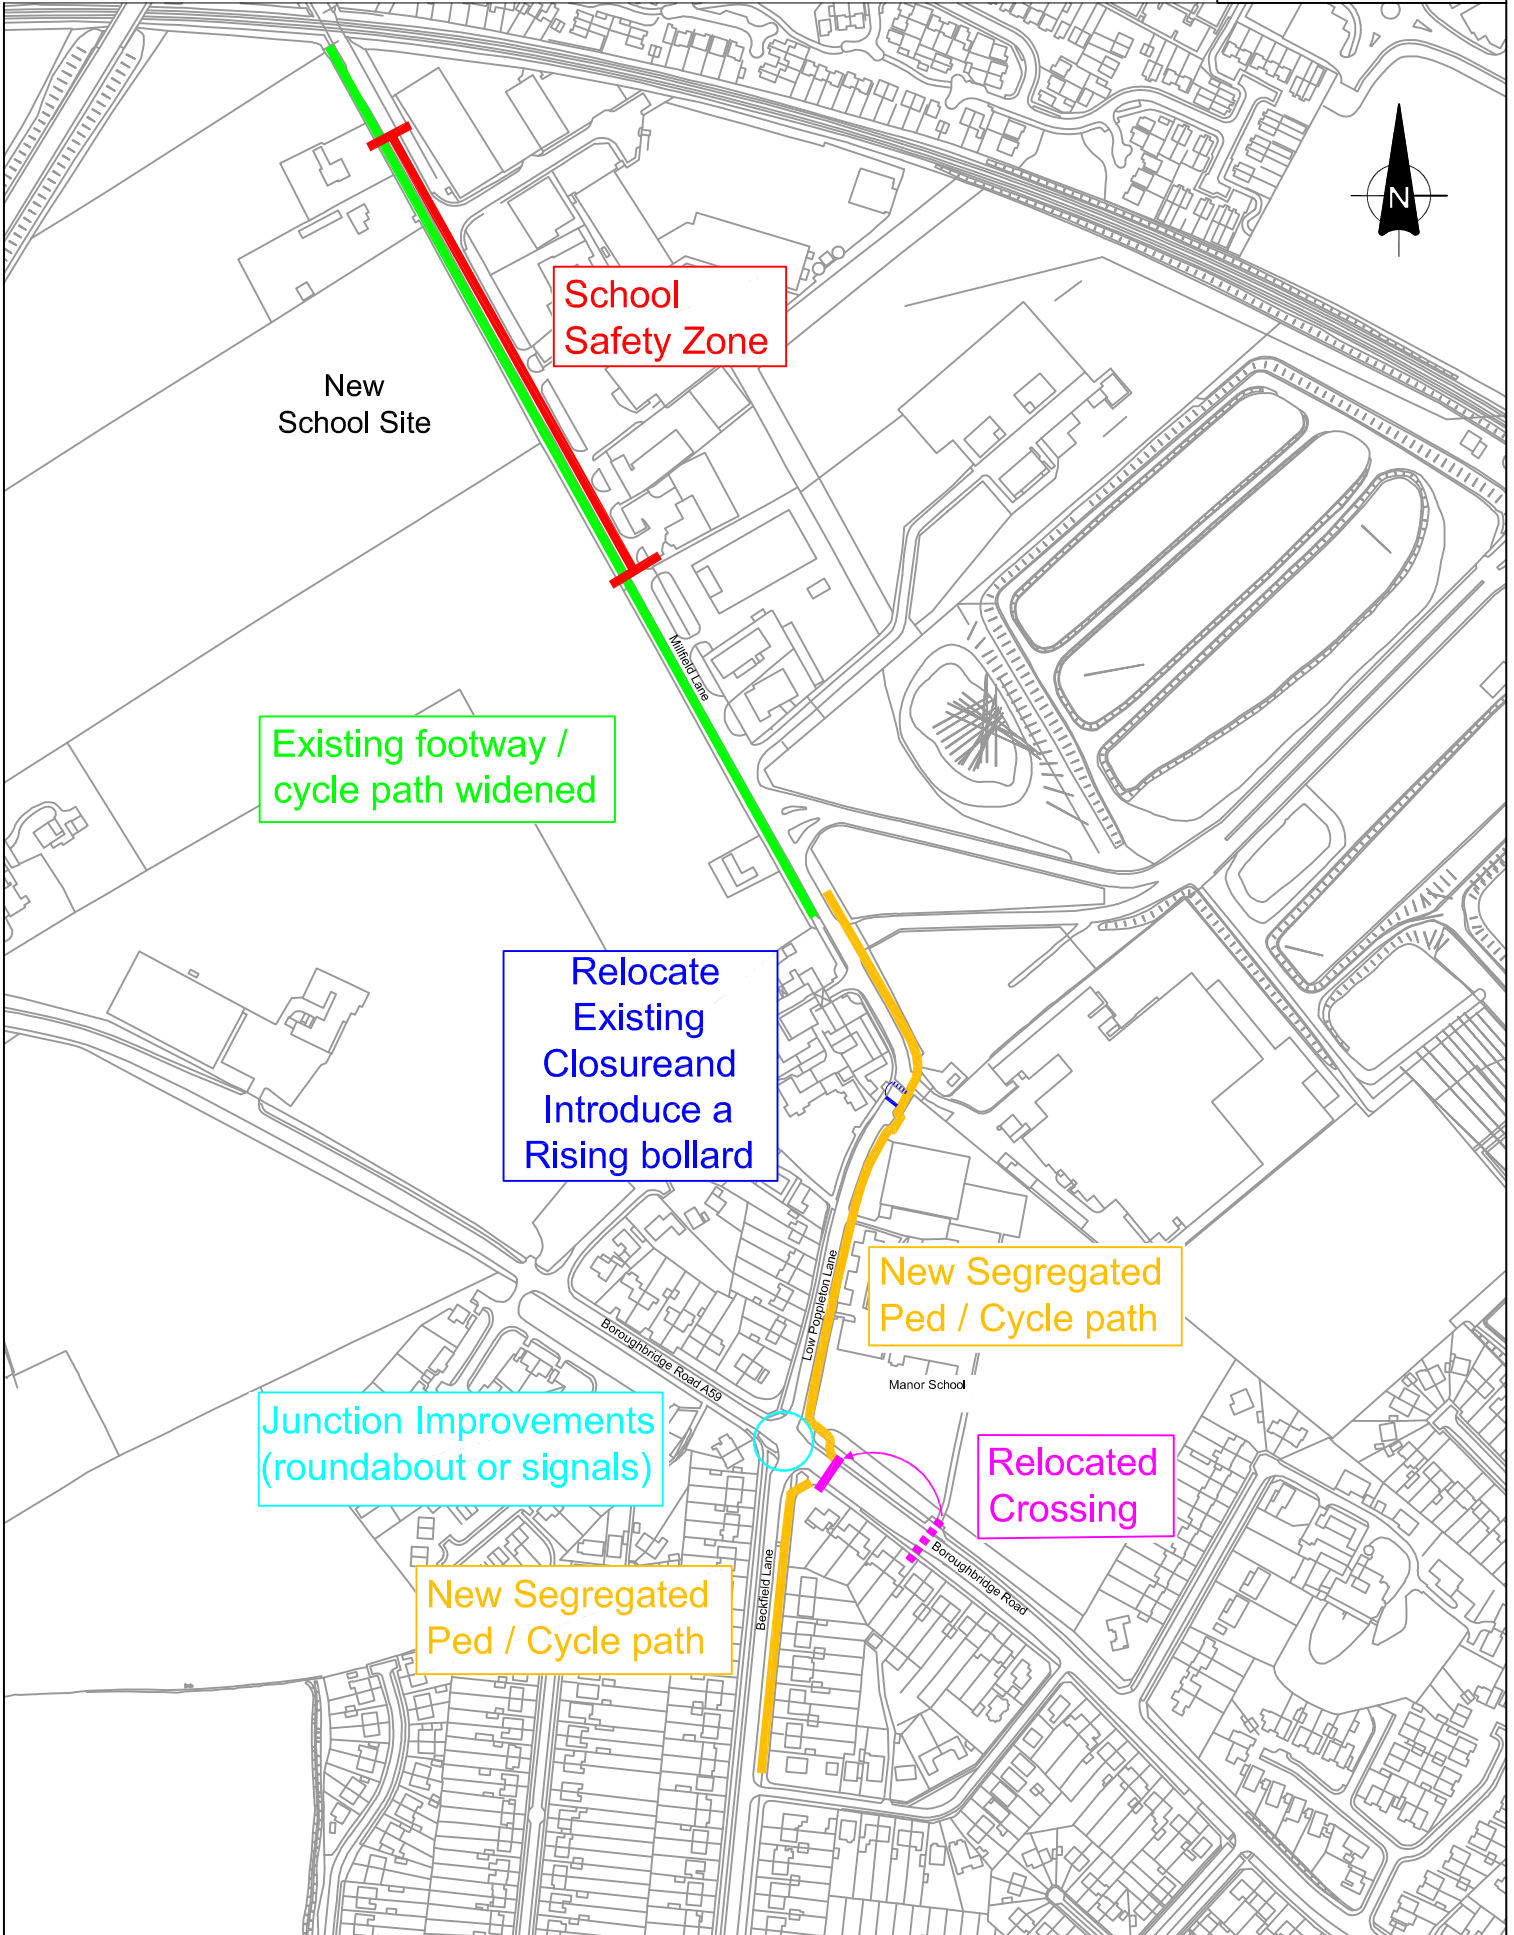 N
School
Safety Zone
New
School Site
Millfield Lane
Existing footway /
cycle path widened
Relocate
Existing
Closureand
Introduce a
Rising bollard
New Segregated
Ped / Cycle path
Low Poppleton Lane
Boroughbridge Road A59
Manor School
Junction Improvements
(roundabout or signals)
Relocated
Crossing
Boroughbridge Road
Beckfield Lane
New Segregated
Ped / Cycle path